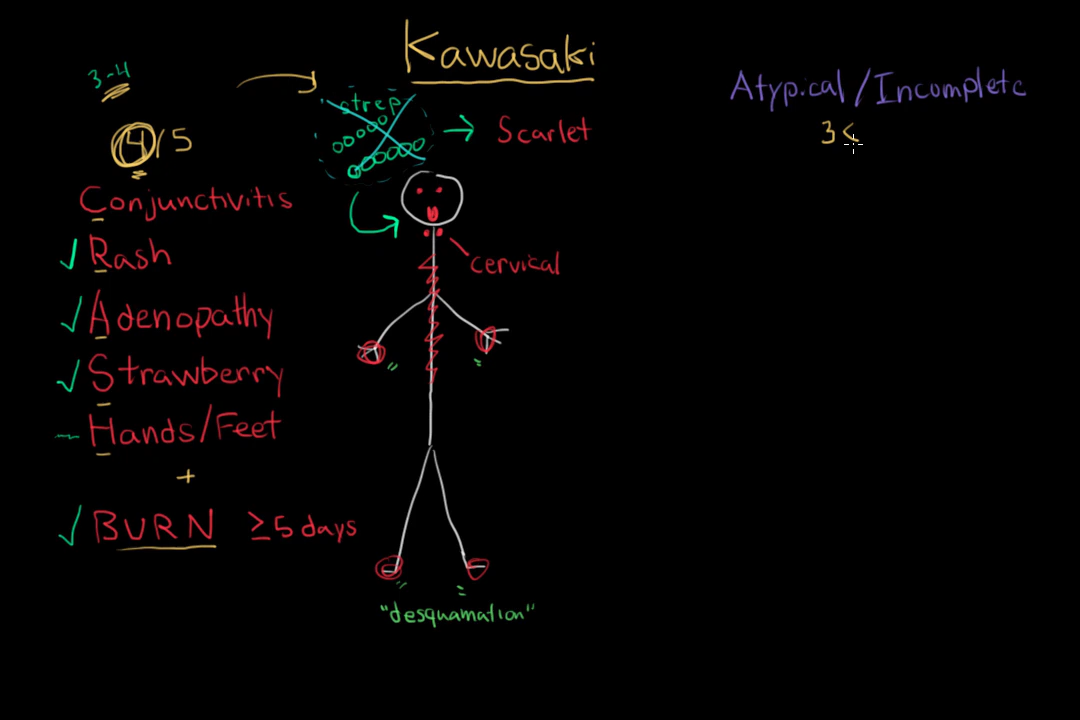 Kawasaki
3-4
4/5
strep
Scarlet
Conjunctivitis
Rash
Adenopathy
Strawberry
Hands/Feet
+
BURN ≥5 days
cervical
"desquamation"
Atypical/Incomplete
3<